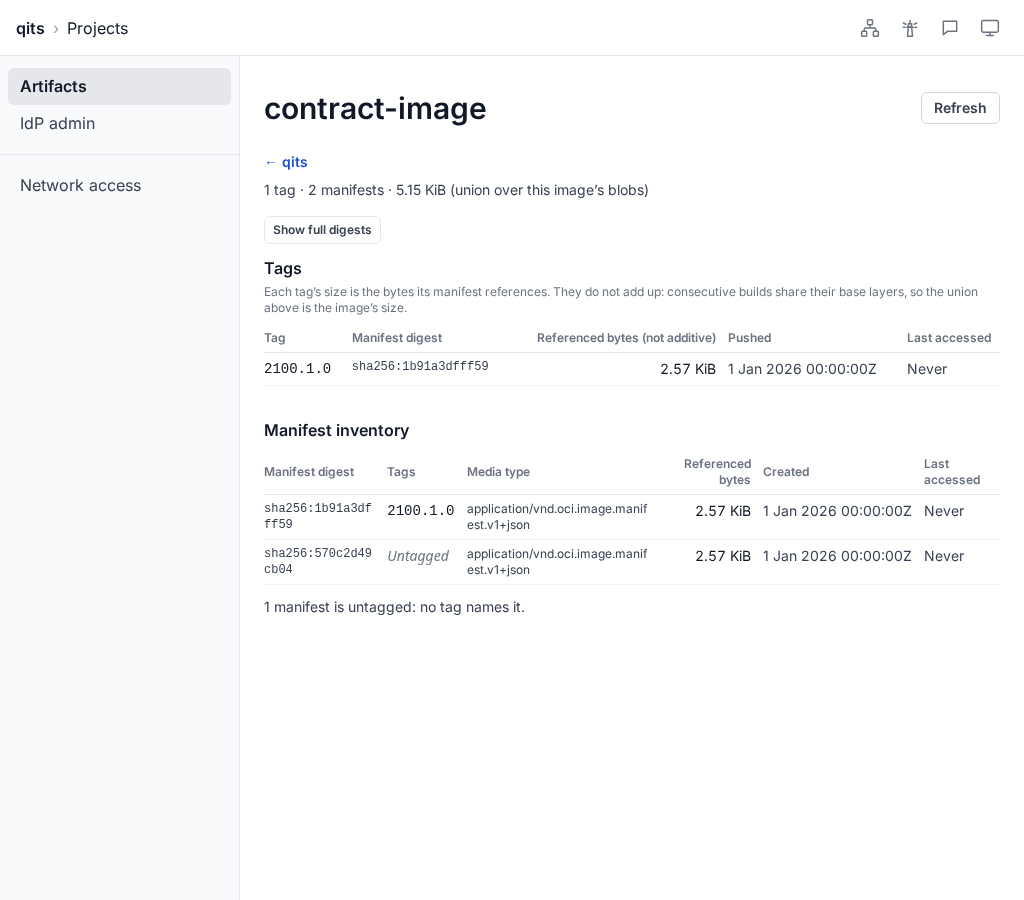 qits › Projects
Artifacts
IdP admin
Network access
contract-image
Refresh
← qits
1 tag · 2 manifests · 5.15 KiB (union over this image’s blobs)
Show full digests
Tags
Each tag’s size is the bytes its manifest references. They do not add up: consecutive builds share their base layers, so the union
above is the image’s size.
Tag Manifest digest Referenced bytes (not additive) Pushed Last accessed
2100.1.0 sha256:1b91a3dfff59 2.57 KiB 1 Jan 2026 00:00:00Z Never
Manifest inventory
Manifest digest Tags Media type Referenced bytes Created Last accessed
sha256:1b91a3df 2100.1.0 application/vnd.oci.image.manif 2.57 KiB 1 Jan 2026 00:00:00Z Never
ff59 est.v1+json
sha256:570c2d49 Untagged application/vnd.oci.image.manif 2.57 KiB 1 Jan 2026 00:00:00Z Never
cb04 est.v1+json
1 manifest is untagged: no tag names it.